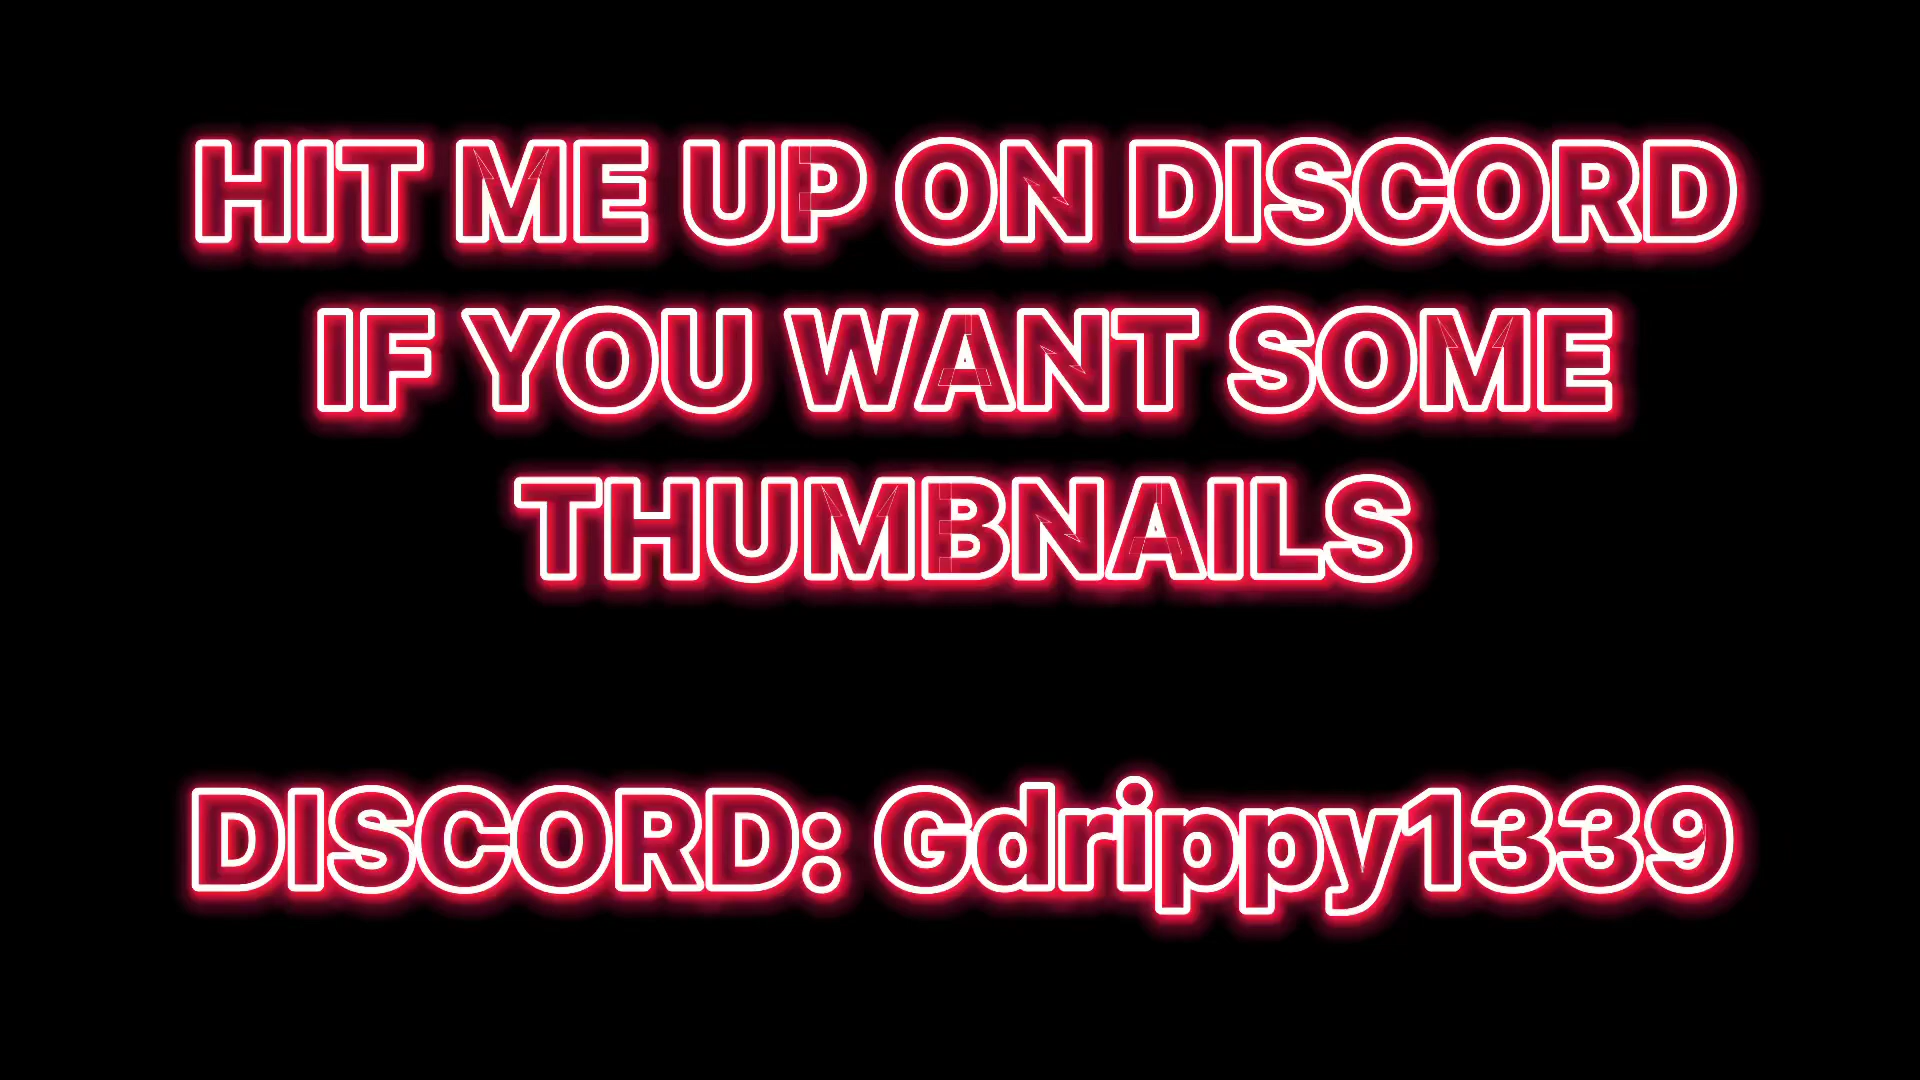 HIT ME UP ON DISCORD
IF YOU WANT SOME
THUMBNAILS
DISCORD: Gdrippy1339